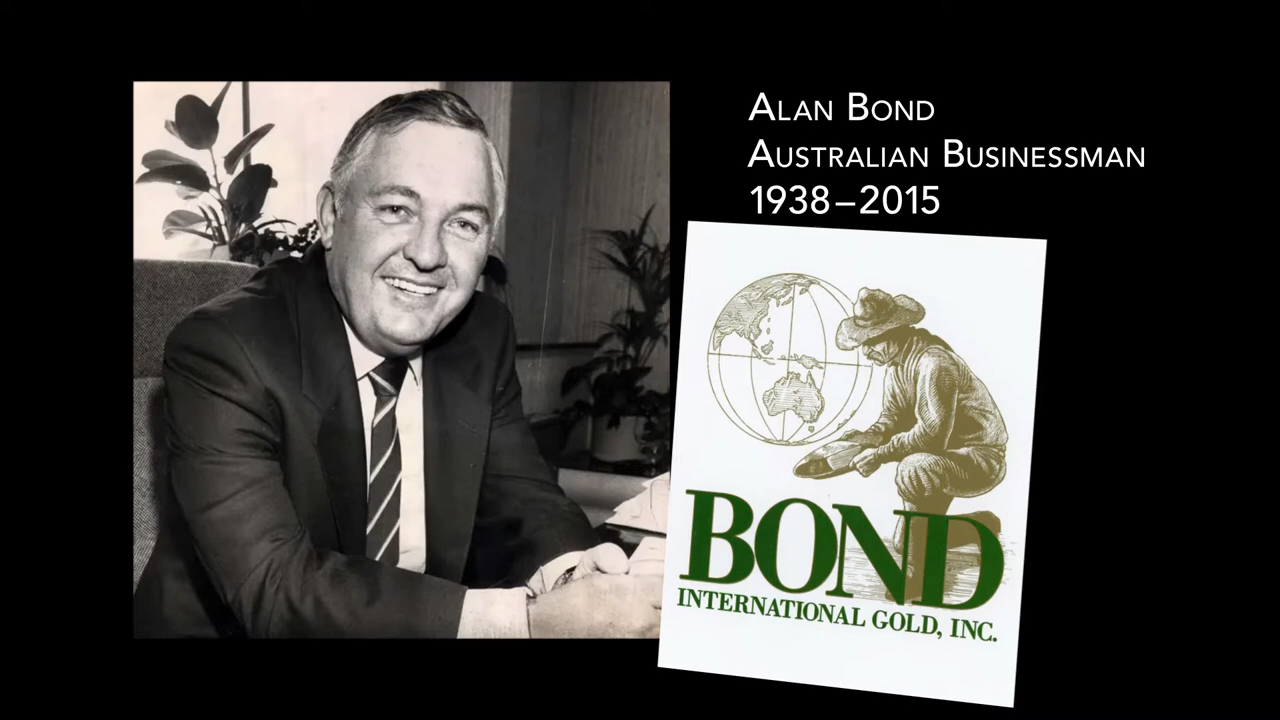 Alan Bond
Australian Businessman
1938–2015
BOND
INTERNATIONAL GOLD, INC.